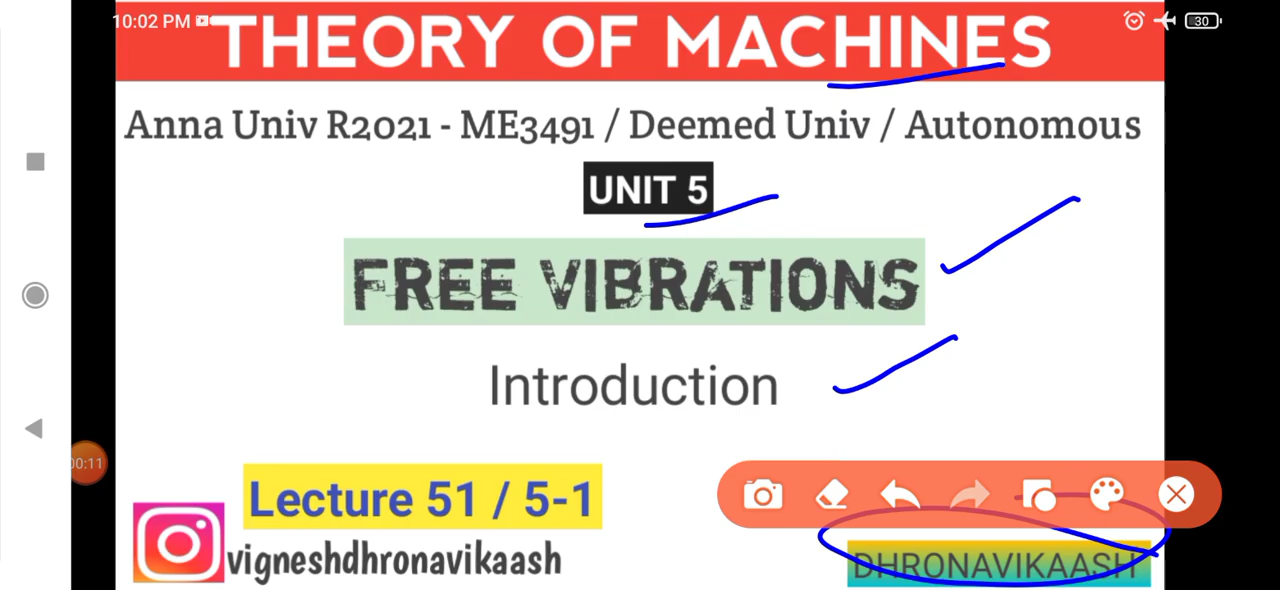 10:02 PM
30
THEORY OF MACHINES
Anna Univ R2021 - ME3491 / Deemed Univ / Autonomous
UNIT 5
FREE VIBRATIONS
Introduction
00:11
Lecture 51 / 5-1
vigneshdhronavikaash
DHRONAVIKAASH